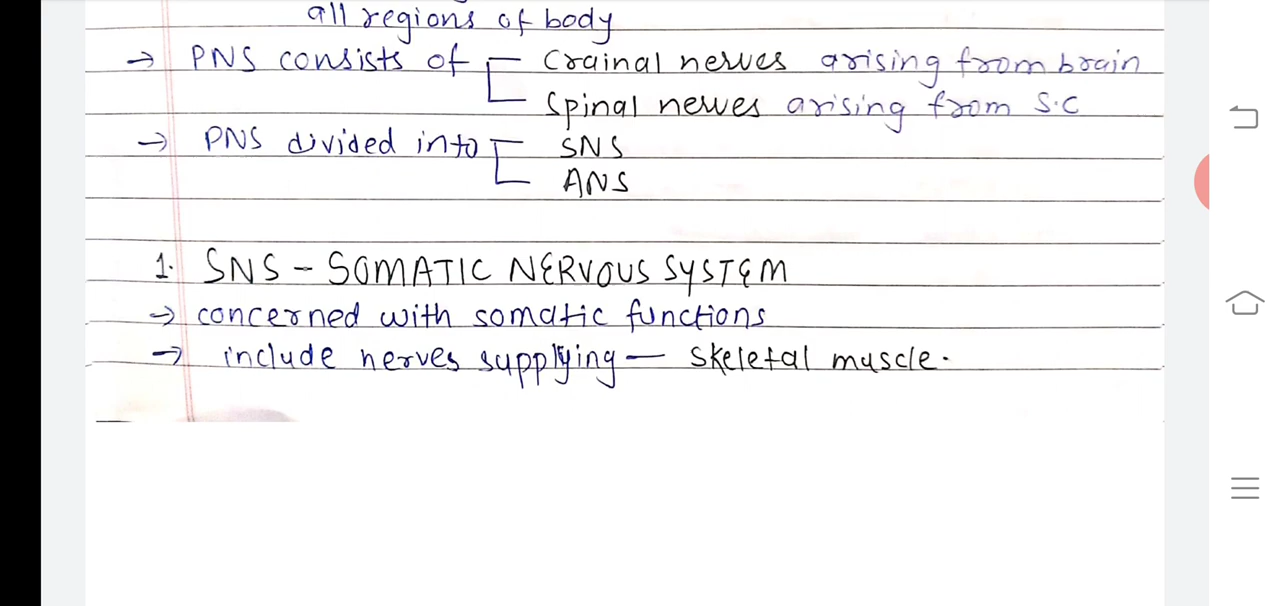 all regions of body
→ PNS consists of Crainal nerves arising from brain
Spinal nerves arising from S.C
→ PNS divided into SNS
ANS
1. SNS - SOMATIC NERVOUS SYSTEM
→ concerned with somatic functions
→ include nerves supplying — skeletal muscle.